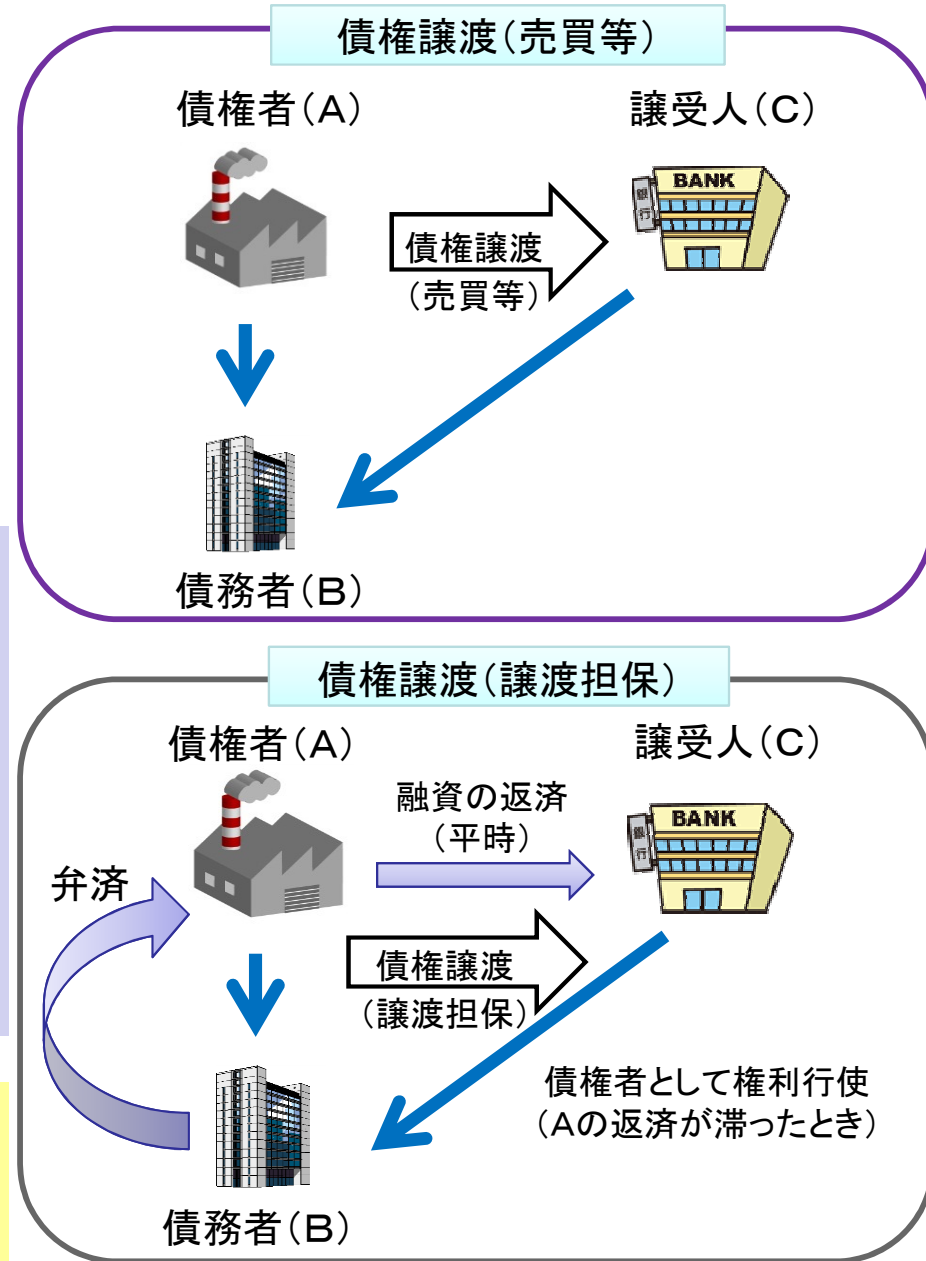 債権譲渡(売買等)
債権者(A)
譲受人(C)
BANK
銀行
債権譲渡
(売買等)
債務者(B)
債権譲渡(譲渡担保)
債権者(A)
譲受人(C)
融資の返済
(平時)
BANK
銀行
弁済
債権譲渡
(譲渡担保)
債権者として権利行使
(Aの返済が滞ったとき)
債務者(B)